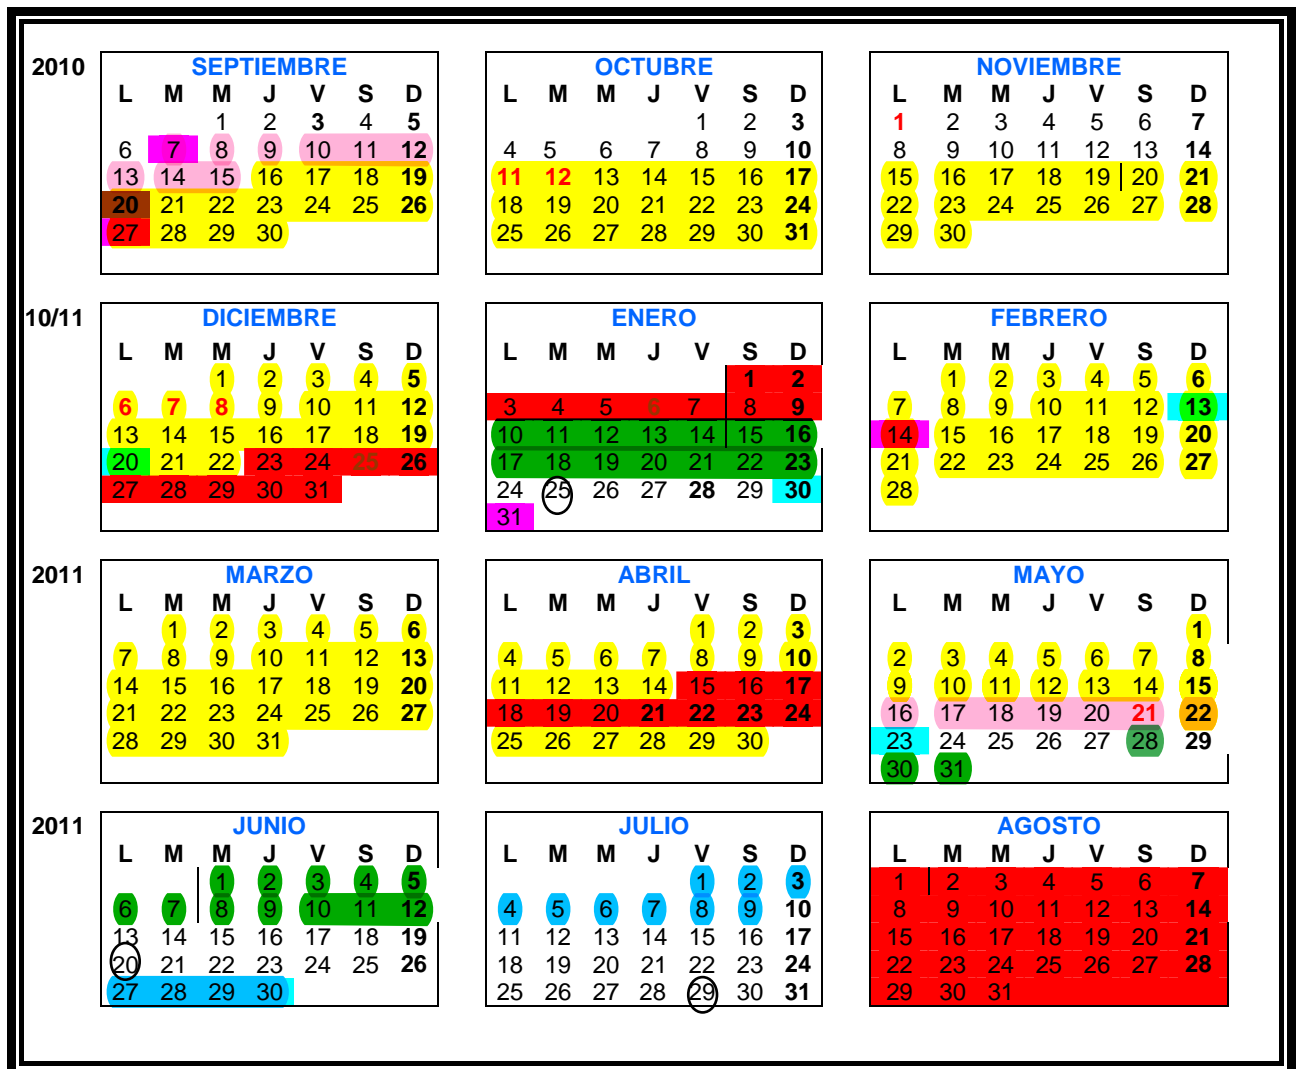 2010 SEPTIEMBRE OCTUBRE NOVIEMBRE
L M M J V S D L M M J V S D L M M J V S D
1 2 3 4 5 1 2 3 1 2 3 4 5 6 7
6 7 8 9 10 11 12 4 5 6 7 8 9 10 8 9 10 11 12 13 14
13 14 15 16 17 18 19 11 12 13 14 15 16 17 15 16 17 18 19 20 21
20 21 22 23 24 25 26 18 19 20 21 22 23 24 22 23 24 25 26 27 28
27 28 29 30 25 26 27 28 29 30 31 29 30
10/11 DICIEMBRE ENERO FEBRERO
L M M J V S D L M M J V S D L M M J V S D
1 2 3 4 5 1 2 1 2 3 4 5 6
6 7 8 9 10 11 12 3 4 5 6 7 8 9 7 8 9 10 11 12 13
13 14 15 16 17 18 19 10 11 12 13 14 15 16 14 15 16 17 18 19 20
20 21 22 23 24 25 26 17 18 19 20 21 22 23 21 22 23 24 25 26 27
27 28 29 30 31 24 25 26 27 28 29 30 28
31
2011 MARZO ABRIL MAYO
L M M J V S D L M M J V S D L M M J V S D
1 2 3 4 5 6 1 2 3 1
7 8 9 10 11 12 13 4 5 6 7 8 9 10 2 3 4 5 6 7 8
14 15 16 17 18 19 20 11 12 13 14 15 16 17 9 10 11 12 13 14 15
21 22 23 24 25 26 27 18 19 20 21 22 23 24 16 17 18 19 20 21 22
28 29 30 31 25 26 27 28 29 30 23 24 25 26 27 28 29
30 31
2011 JUNIO JULIO AGOSTO
L M M J V S D L M M J V S D L M M J V S D
1 2 3 4 5 1 2 3 1 2 3 4 5 6 7
6 7 8 9 10 11 12 4 5 6 7 8 9 10 8 9 10 11 12 13 14
13 14 15 16 17 18 19 11 12 13 14 15 16 17 15 16 17 18 19 20 21
20 21 22 23 24 25 26 18 19 20 21 22 23 24 22 23 24 25 26 27 28
27 28 29 30 25 26 27 28 29 30 31 29 30 31